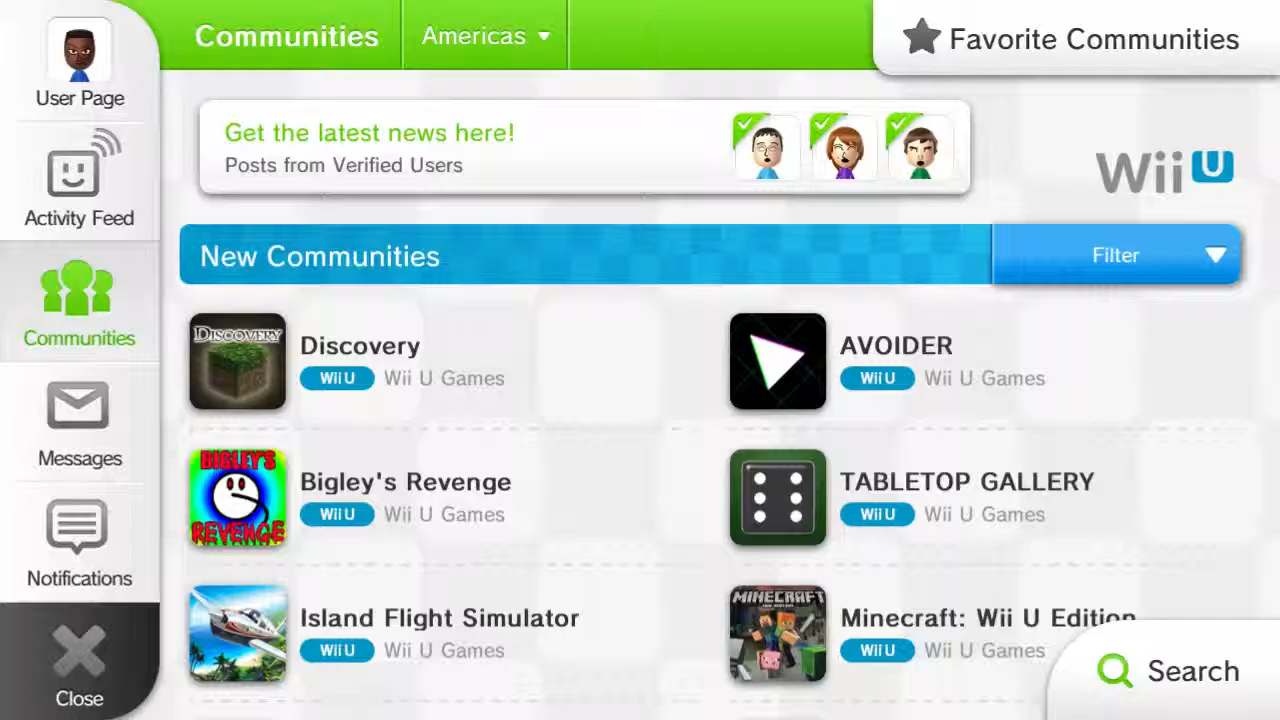 User Page
Activity Feed
Communities
Messages
Notifications
Close
Communities
Americas
Favorite Communities
Get the latest news here!
Posts from Verified Users
Wii U
New Communities
Filter
DISCOVERY
Discovery
Wii U Wii U Games
AVOIDER
Wii U Wii U Games
BIGLEY'S
REVENGE
Bigley's Revenge
Wii U Wii U Games
TABLETOP GALLERY
Wii U Wii U Games
Island Flight Simulator
Wii U Wii U Games
MINECRAFT
Minecraft: Wii U Edition
Wii U Wii U Games
Search